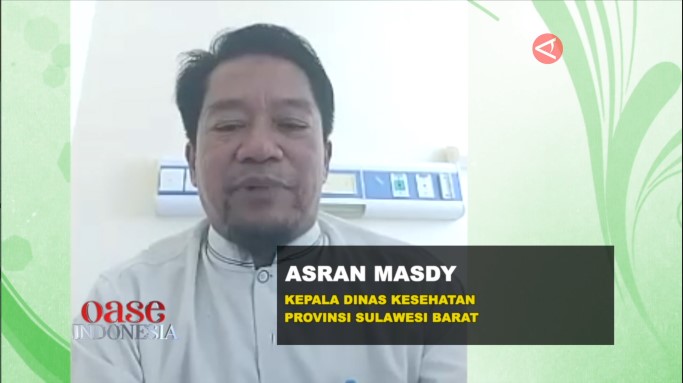 ASRAN MASDY
KEPALA DINAS KESEHATAN
PROVINSI SULAWESI BARAT
oase
INDONESIA